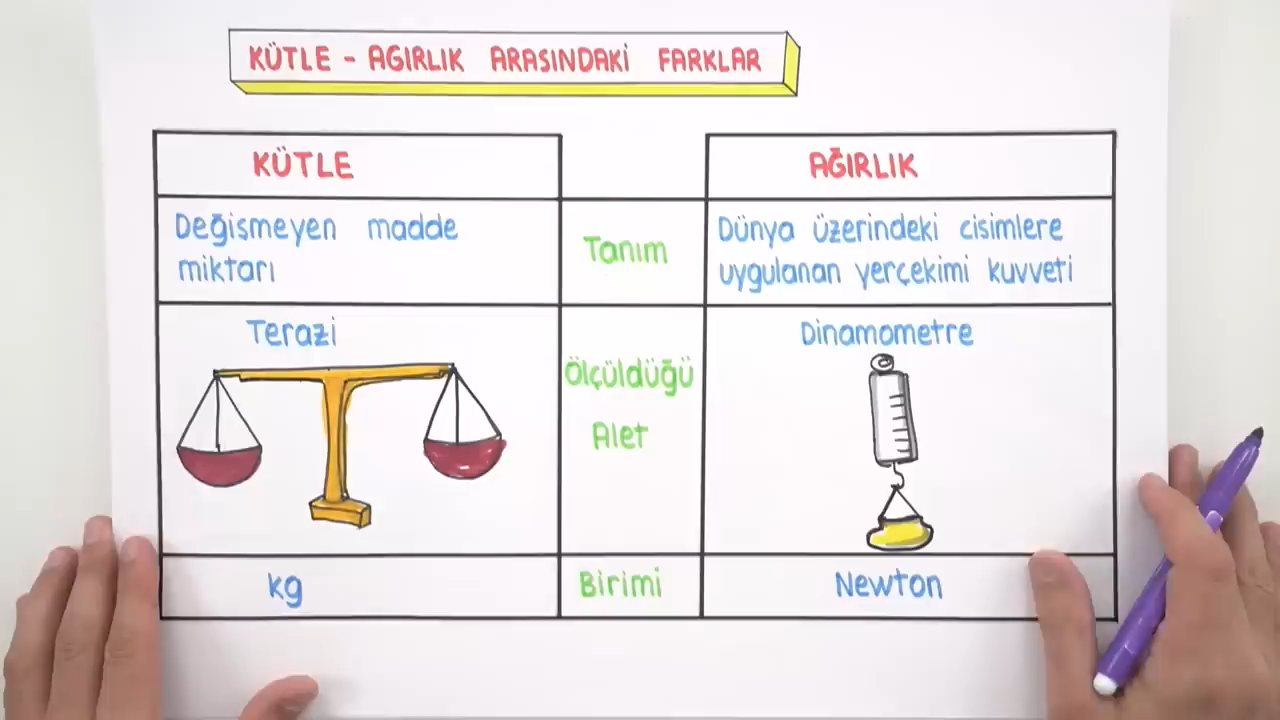 KÜTLE - AGIRLIK ARASINDAKİ FARKLAR
KÜTLE
AĞIRLIK
Değişmeyen madde
miktarı
Tanım
Dünya üzerindeki cisimlere
uygulanan yerçekimi kuvveti
Terazi
Ölçüldüğü
Alet
Dinamometre
kg
Birimi
Newton